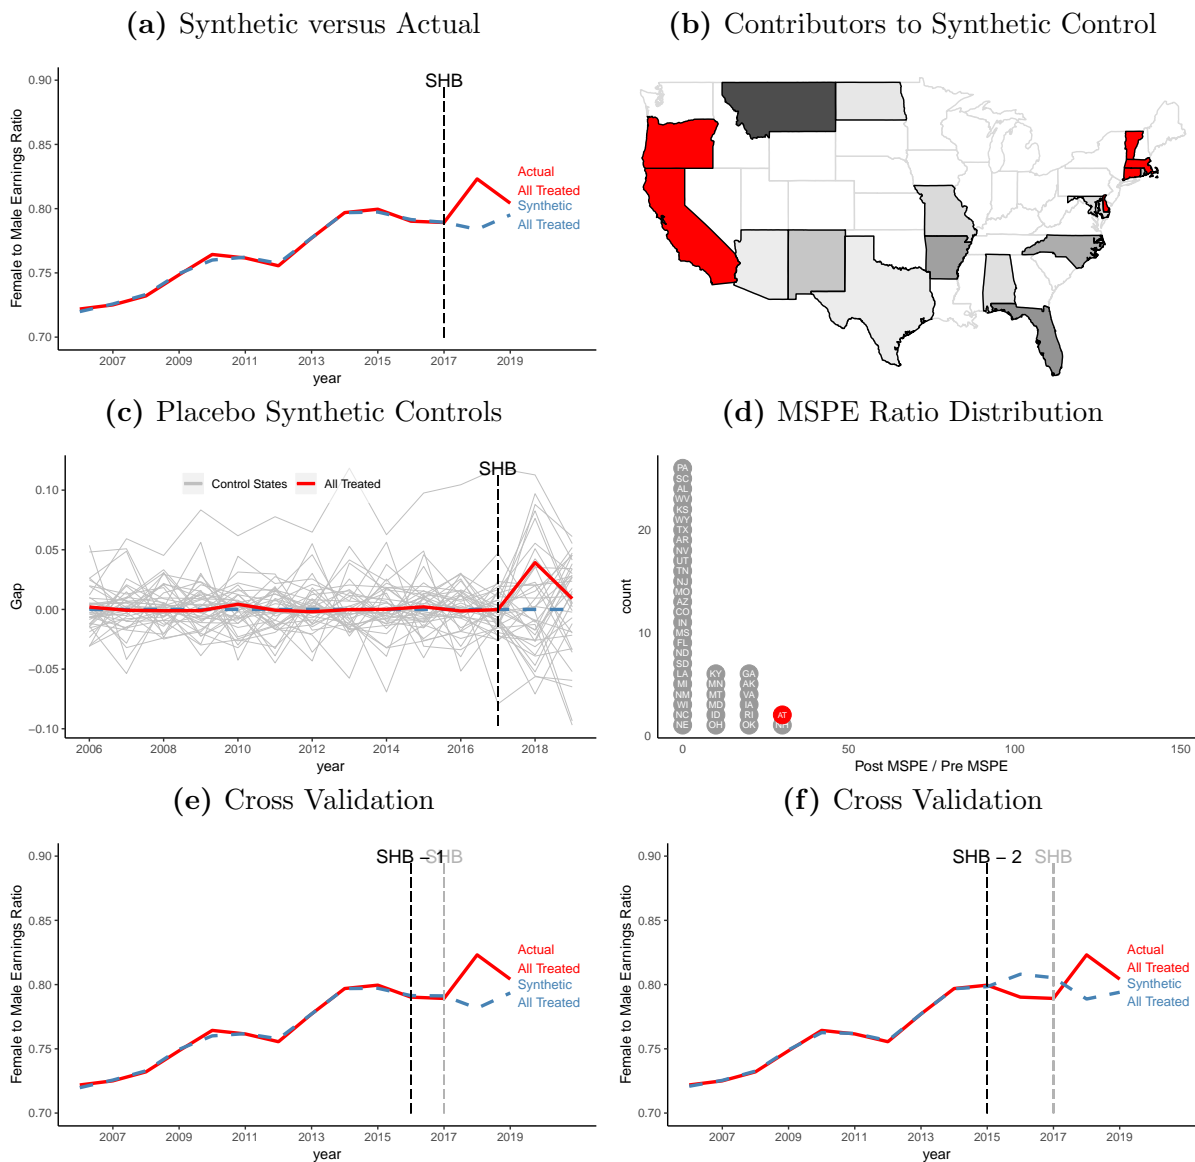 (a) Synthetic versus Actual
Female to Male Earnings Ratio
0.90
0.85
0.80
0.75
0.70
SHB
Actual
All Treated
Synthetic
All Treated
2007 2009 2010 2012 2013 2015 2017 2019
year
(b) Contributors to Synthetic Control
(c) Placebo Synthetic Controls
Gap
0.10
0.05
0.00
−0.05
−0.10
SHB
Control States All Treated
2006 2008 2010 2012 2014 2016 2018
year
(d) MSPE Ratio Distribution
count
20
10
0
PA
SC
AL
WV
KS
WY
TX
AR
NV
UT
TN
NJ
MO
AZ
CO
IN
MS
FL
ND
SD
LA KY GA
MI MN AK
NM MT VA
WI MD IA
NC ID RI AT
NE OH OK
0 50 100 150
Post MSPE / Pre MSPE
(e) Cross Validation
Female to Male Earnings Ratio
0.90
0.85
0.80
0.75
0.70
SHB − 1 SHB
Actual
All Treated
Synthetic
All Treated
2007 2009 2010 2012 2013 2015 2017 2019
year
(f) Cross Validation
Female to Male Earnings Ratio
0.90
0.85
0.80
0.75
0.70
SHB − 2 SHB
Actual
All Treated
Synthetic
All Treated
2007 2009 2010 2012 2013 2015 2017 2019
year